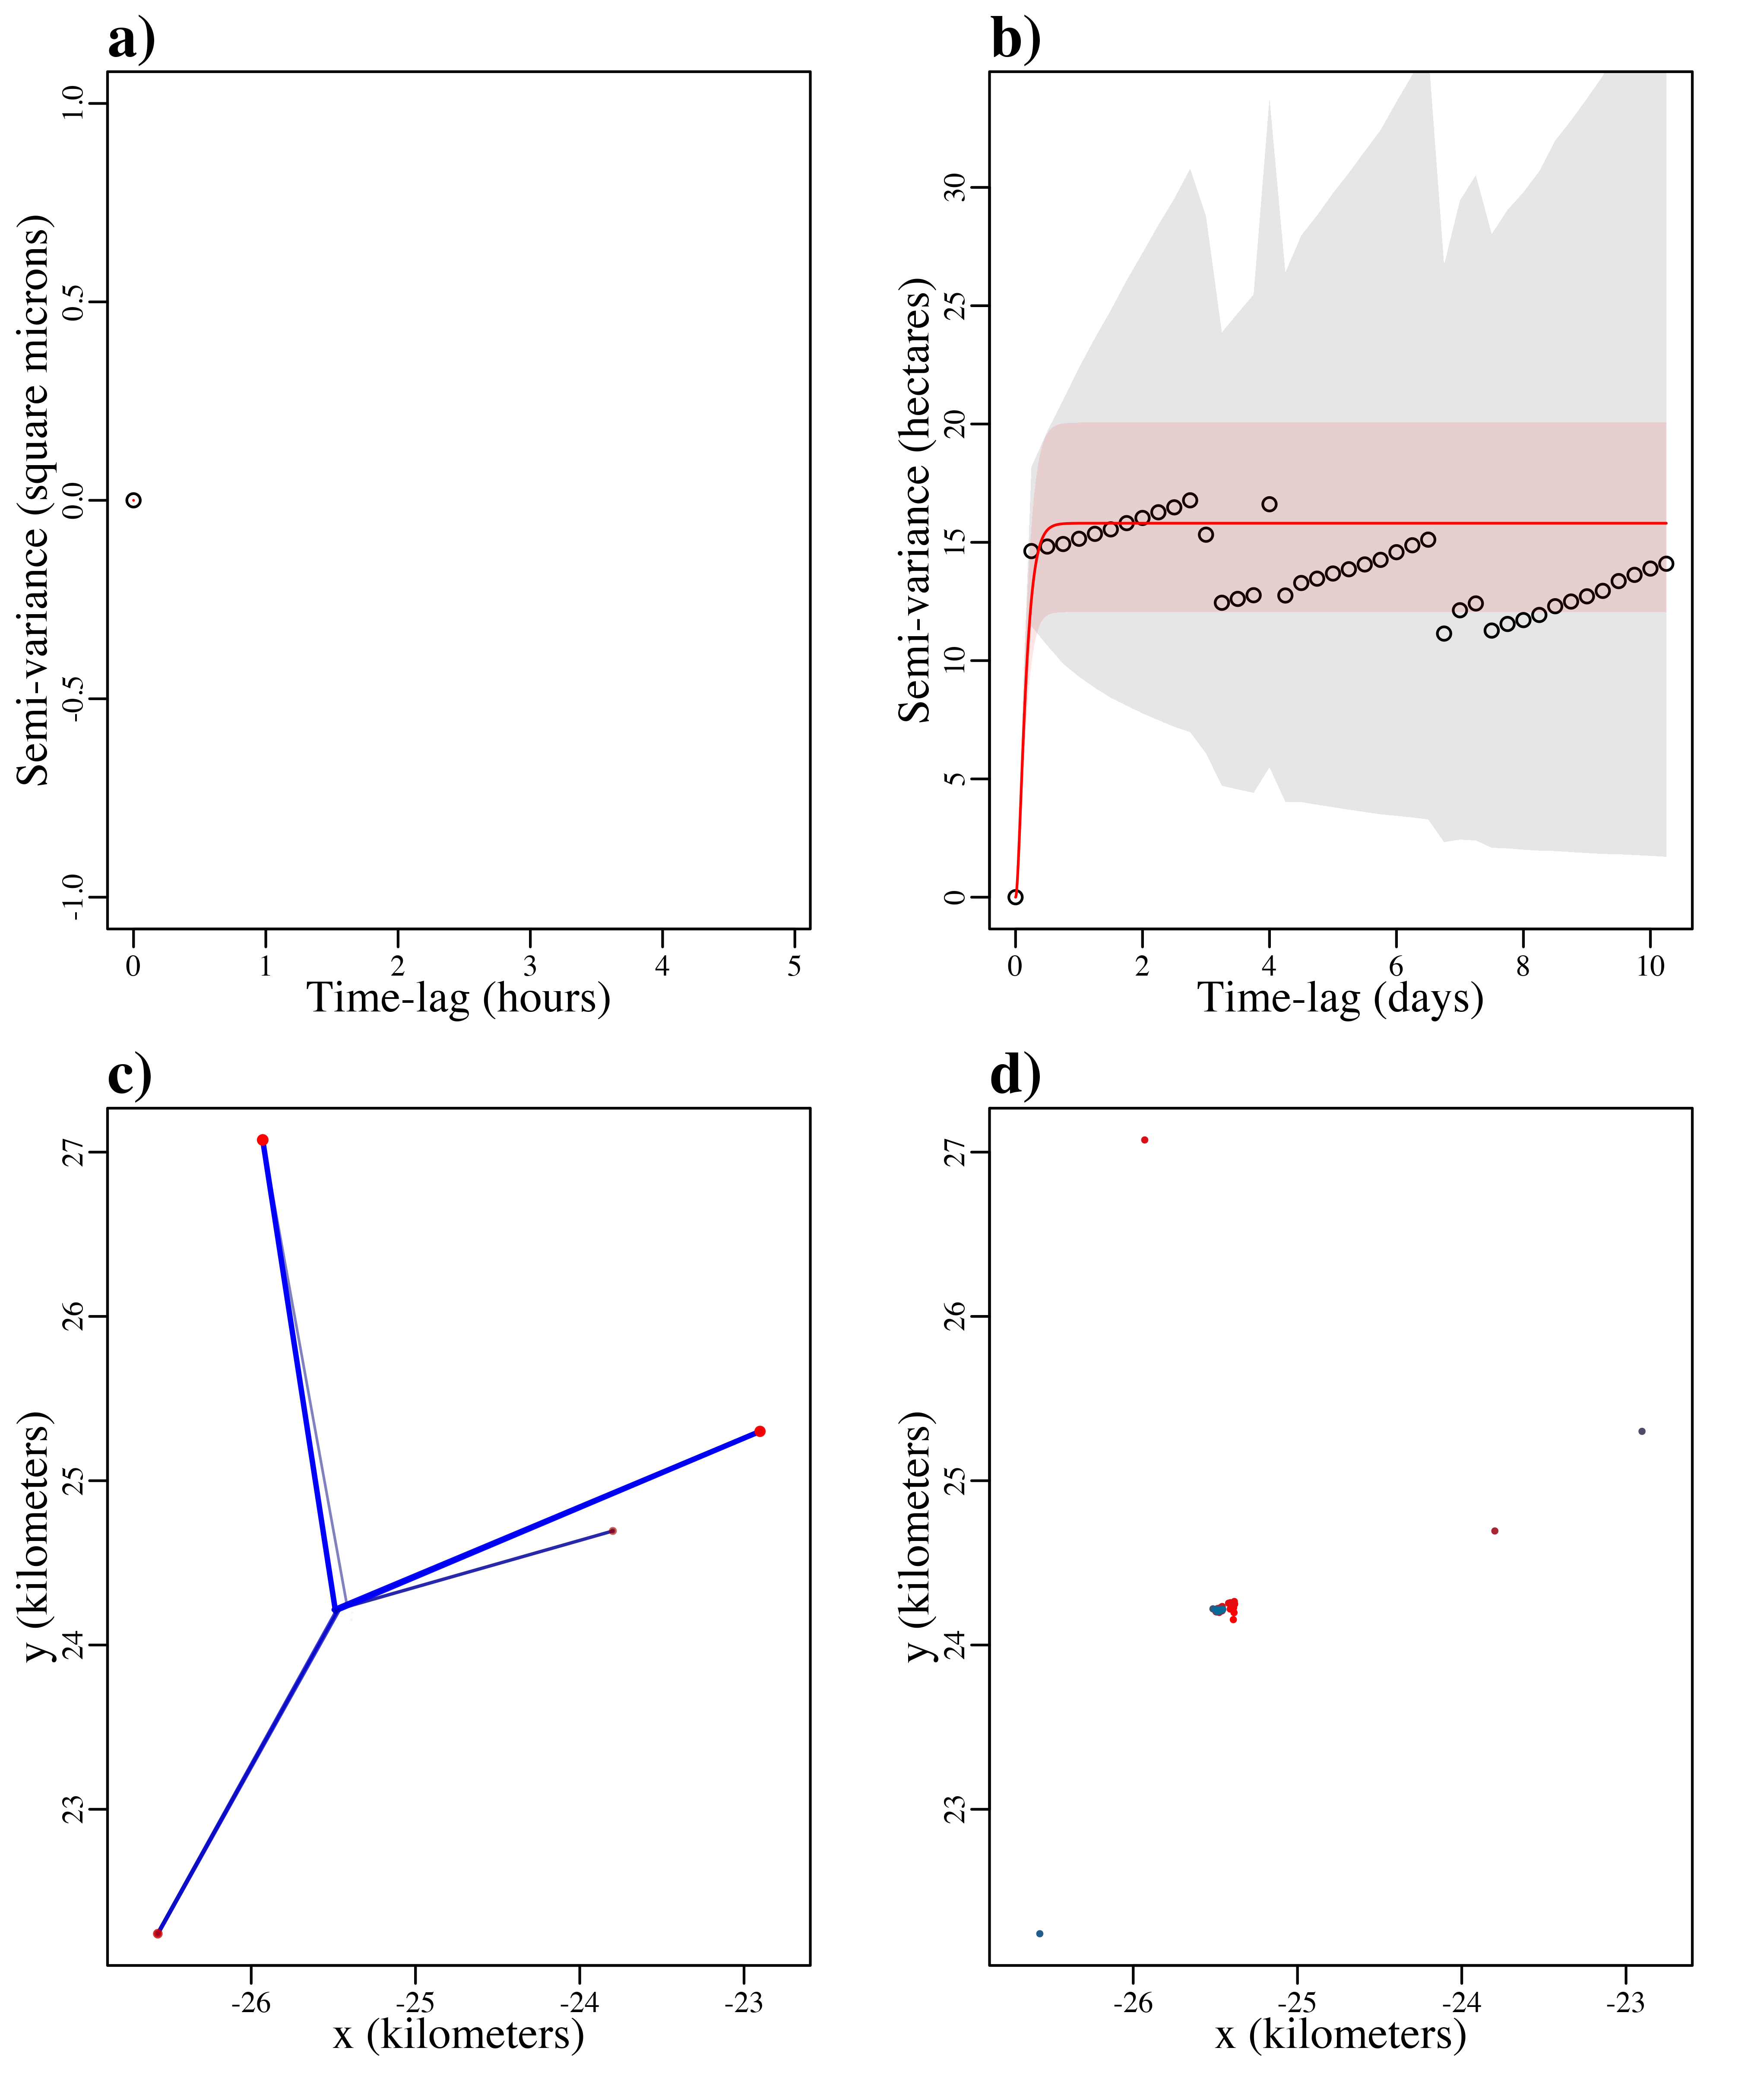 a)
Semi-variance (square microns)
1.0
0.5
0.0
-0.5
-1.0
0 1 2 3 4 5
Time-lag (hours)
b)
Semi-variance (hectares)
30
25
20
15
10
5
0
0 2 4 6 8 10
Time-lag (days)
c)
y (kilometers)
27
26
25
24
23
-26 -25 -24 -23
x (kilometers)
d)
y (kilometers)
27
26
25
24
23
-26 -25 -24 -23
x (kilometers)